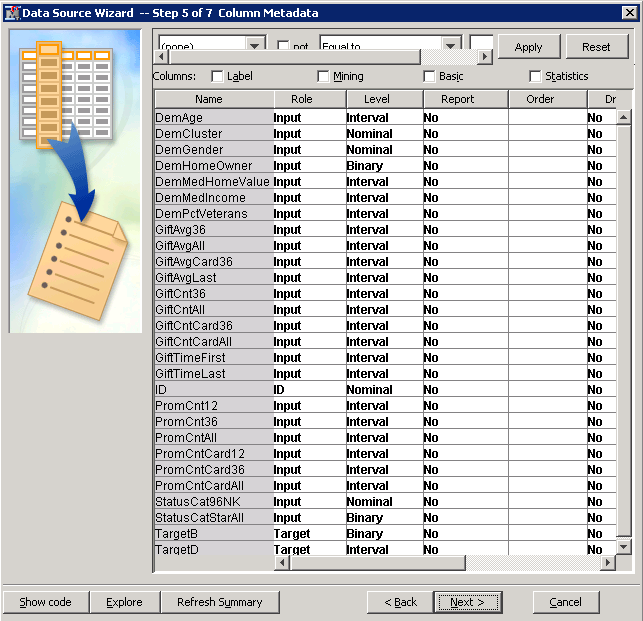 Data Source Wizard -- Step 5 of 7 Column Metadata
(none) not Equal to Apply Reset
Columns: Label Mining Basic Statistics
Name Role Level Report Order Dr
DemAge Input Interval No No
DemCluster Input Nominal No No
DemGender Input Nominal No No
DemHomeOwner Input Binary No No
DemMedHomeValue Input Interval No No
DemMedIncome Input Interval No No
DemPctVeterans Input Interval No No
GiftAvg36 Input Interval No No
GiftAvgAll Input Interval No No
GiftAvgCard36 Input Interval No No
GiftAvgLast Input Interval No No
GiftCnt36 Input Interval No No
GiftCntAll Input Interval No No
GiftCntCard36 Input Interval No No
GiftCntCardAll Input Interval No No
GiftTimeFirst Input Interval No No
GiftTimeLast Input Interval No No
ID ID Nominal No No
PromCnt12 Input Interval No No
PromCnt36 Input Interval No No
PromCntAll Input Interval No No
PromCntCard12 Input Interval No No
PromCntCard36 Input Interval No No
PromCntCardAll Input Interval No No
StatusCat96NK Input Nominal No No
StatusCatStarAll Input Binary No No
TargetB Target Binary No No
TargetD Target Interval No No
Show code Explore Refresh Summary < Back Next > Cancel